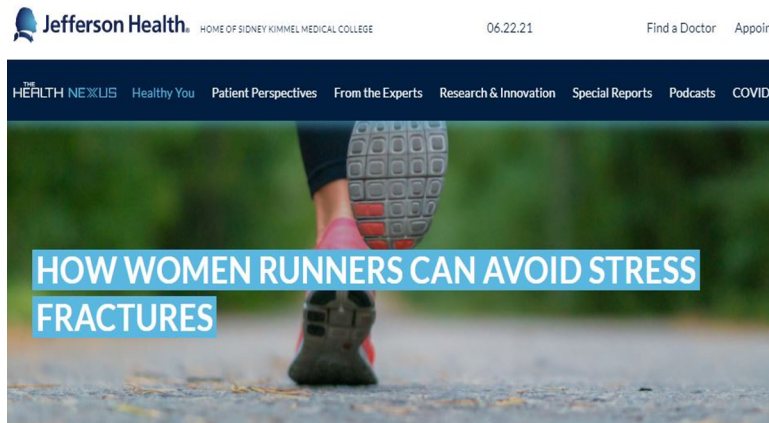 Jefferson Health® HOME OF SIDNEY KIMMEL MEDICAL COLLEGE 06.22.21 Find a Doctor Appoin
THE
HEALTH NEXUS Healthy You Patient Perspectives From the Experts Research & Innovation Special Reports Podcasts COVID
HOW WOMEN RUNNERS CAN AVOID STRESS
FRACTURES